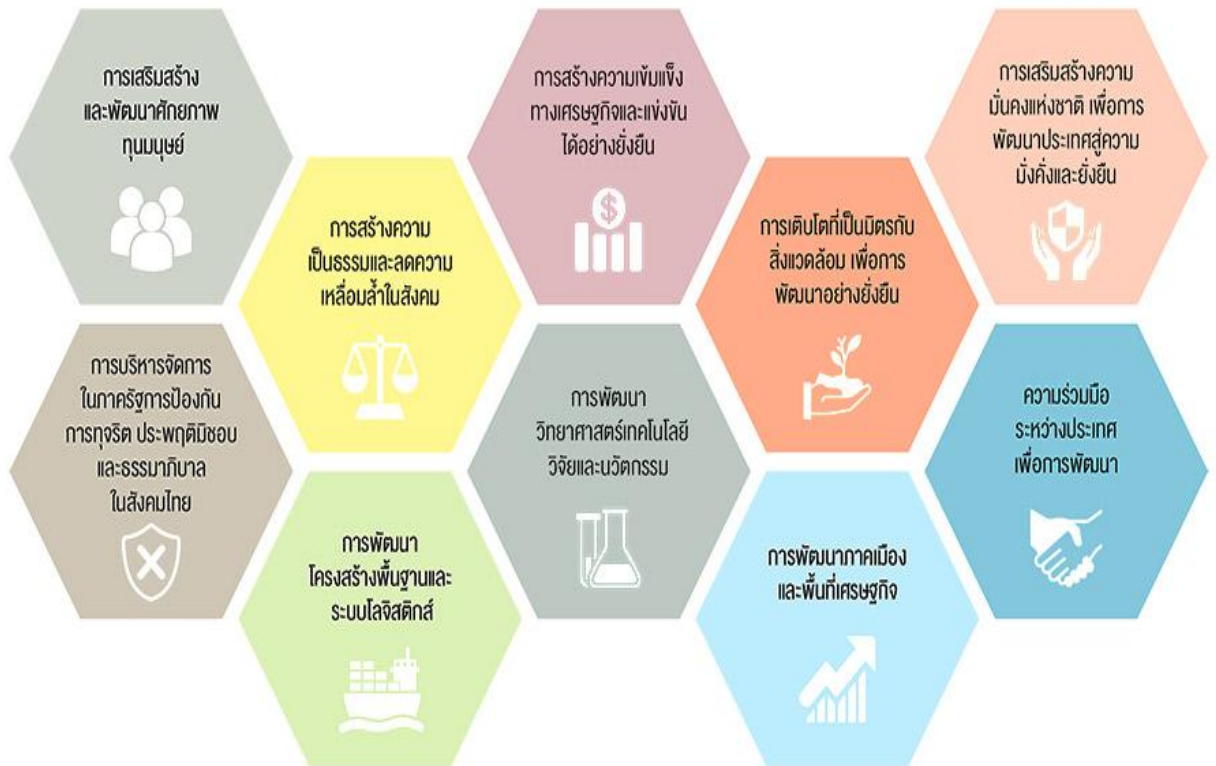 การเสริมสร้าง
และพัฒนาศักยภาพ
ทุนมนุษย์
การสร้างความ
เป็นธรรมและลดความ
เหลื่อมล้ำในสังคม
การสร้างความเข้มแข็ง
ทางเศรษฐกิจและแข่งขัน
ได้อย่างยั่งยืน
การเติบโตที่เป็นมิตรกับ
สิ่งแวดล้อม เพื่อการ
พัฒนาอย่างยั่งยืน
การเสริมสร้างความ
มั่นคงแห่งชาติ เพื่อการ
พัฒนาประเทศสู่ความ
มั่งคั่งและยั่งยืน
การบริหารจัดการ
ในภาครัฐการป้องกัน
การทุจริต ประพฤติมิชอบ
และธรรมาภิบาล
ในสังคมไทย
การพัฒนา
โครงสร้างพื้นฐานและ
ระบบโลจิสติกส์
การพัฒนา
วิทยาศาสตร์เทคโนโลยี
วิจัยและนวัตกรรม
การพัฒนาภาคเมือง
และพื้นที่เศรษฐกิจ
ความร่วมมือ
ระหว่างประเทศ
เพื่อการพัฒนา
$